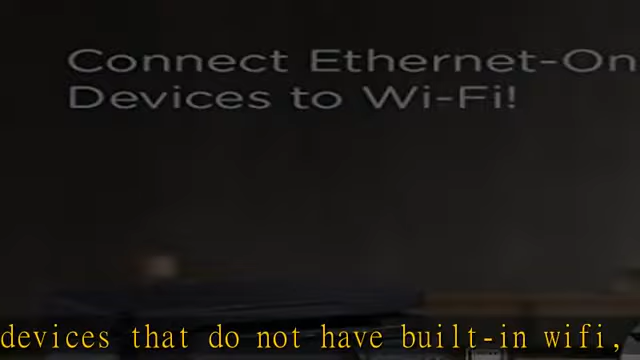 Connect Ethernet-On
Devices to Wi-Fi!
devices that do not have built-in wifi,